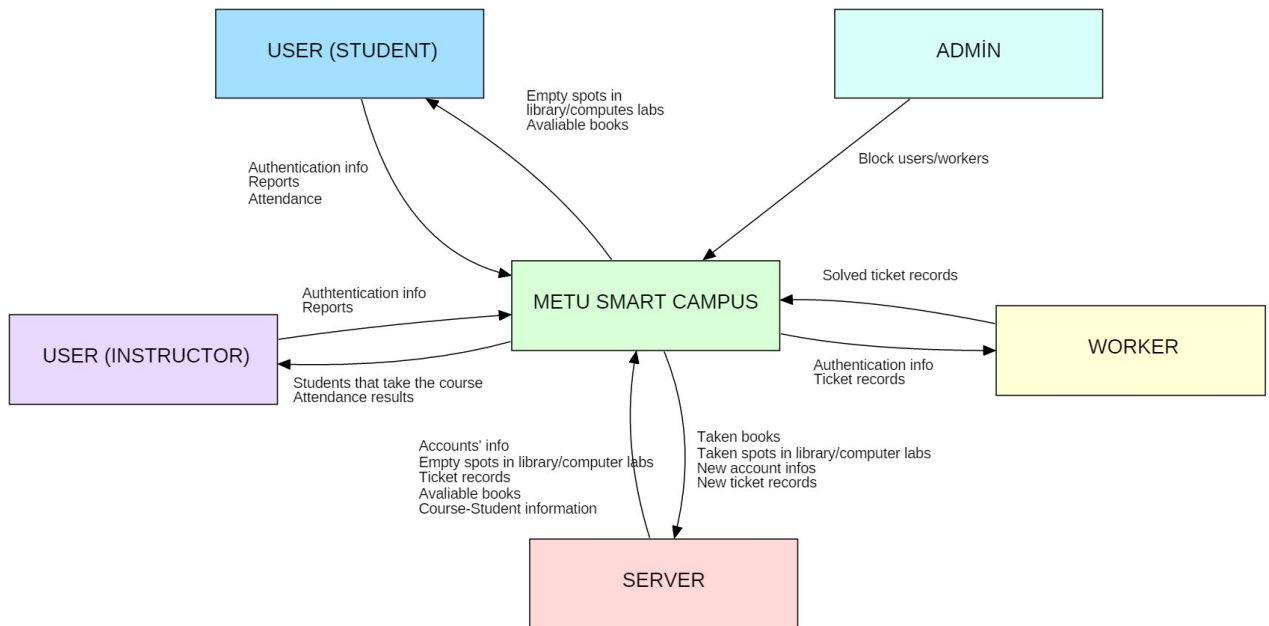 USER (STUDENT)
ADMİN
Empty spots in
library/computes labs
Avaliable books
Block users/workers
Authentication info
Reports
Attendance
METU SMART CAMPUS
Solved ticket records
Authtentication info
Reports
USER (INSTRUCTOR)
WORKER
Students that take the course
Attendance results
Authentication info
Ticket records
Accounts' info
Empty spots in library/computer labs
Ticket records
Avaliable books
Course-Student information
Taken books
Taken spots in library/computer labs
New account infos
New ticket records
SERVER